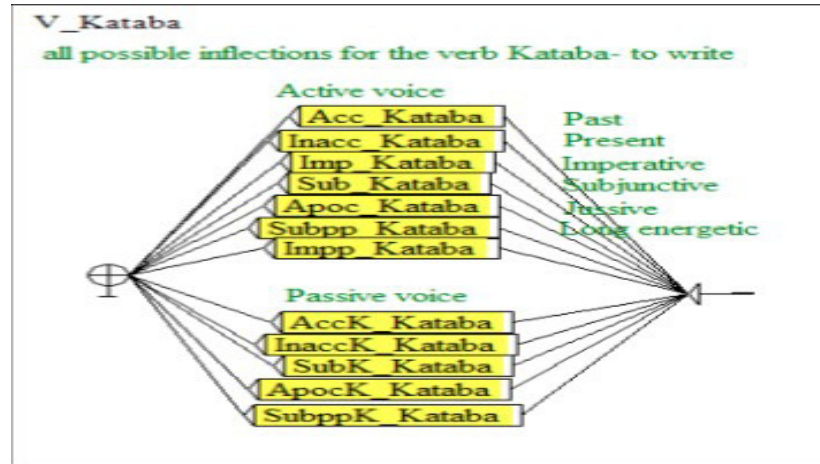 V_Kataba
all possible inflections for the verb Kataba- to write
Active voice
Acc_Kataba Past
Inacc_Kataba Present
Imp_Kataba Imperative
Sub_Kataba Subjunctive
Apoc_Kataba Jussive
Subpp_Kataba Long energetic
Impp_Kataba
Passive voice
AccK_Kataba
InaccK_Kataba
SubK_Kataba
ApocK_Kataba
SubppK_Kataba